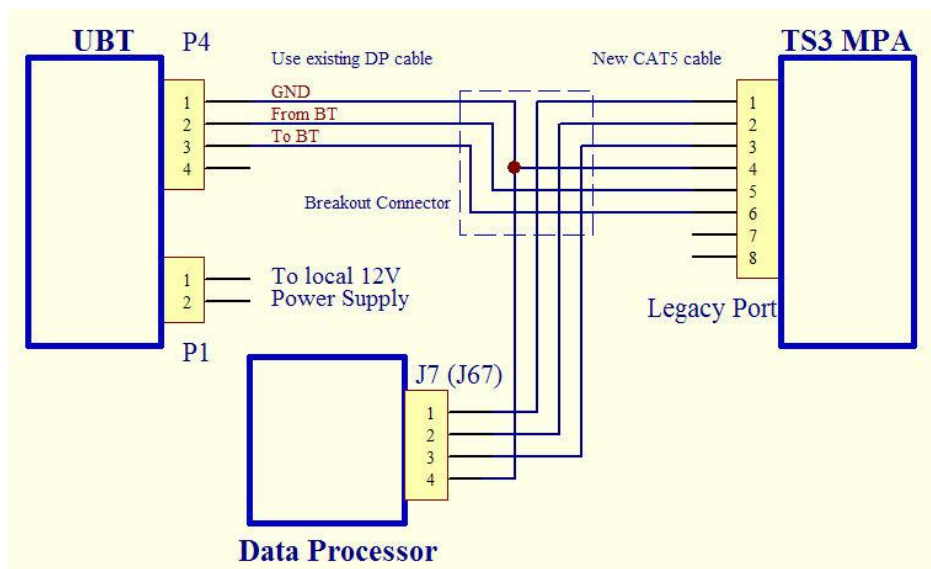 UBT
P4
Use existing DP cable
New CAT5 cable
TS3 MPA
GND
From BT
To BT
1
2
3
4
Breakout Connector
1
2
3
4
5
6
7
8
1
2
To local 12V
Power Supply
P1
Legacy Port
J7 (J67)
1
2
3
4
Data Processor